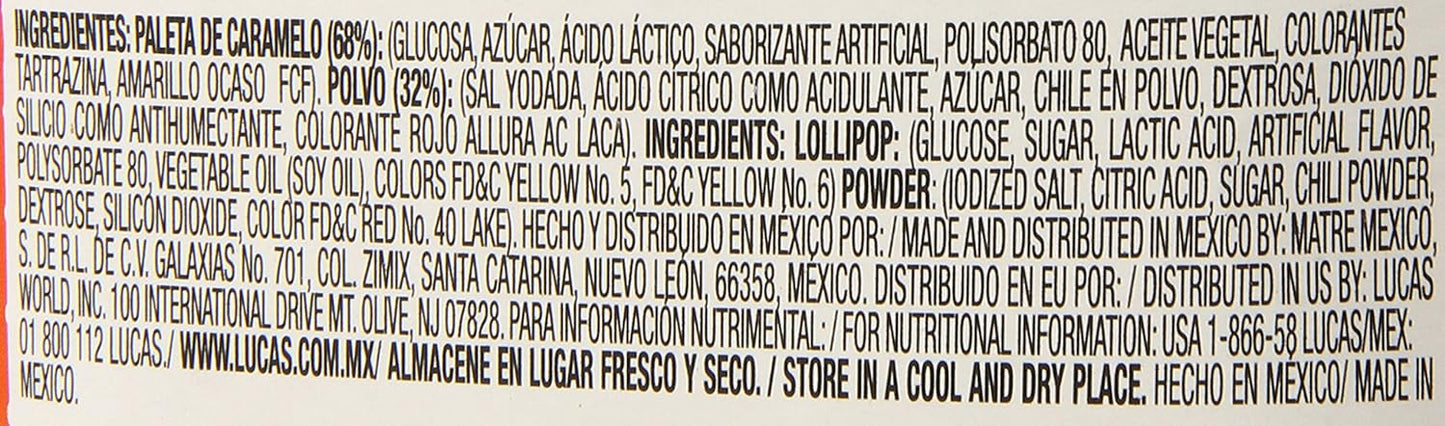 INGREDIENTES: PALETA DE CARAMELO (68%): (GLUCOSA, AZÚCAR, ÁCIDO LÁCTICO, SABORIZANTE ARTIFICIAL, POLISORBATO 80, ACEITE VEGETAL, COLORANTES
TARTRAZINA, AMARILLO OCASO FCF). POLVO (32%): (SAL YODADA, ÁCIDO CÍTRICO COMO ACIDULANTE, AZÚCAR, CHILE EN POLVO, DEXTROSA, DIÓXIDO DE
SILICIO COMO ANTIHUMECTANTE, COLORANTE ROJO ALLURA AC LACA). INGREDIENTS: LOLLIPOP: (GLUCOSE, SUGAR, LACTIC ACID, ARTIFICIAL FLAVOR,
POLYSORBATE 80, VEGETABLE OIL (SOY OIL), COLORS FD&C YELLOW No. 5, FD&C YELLOW No. 6) POWDER: (IODIZED SALT, CITRIC ACID, SUGAR, CHILI POWDER,
DEXTROSE, SILICON DIOXIDE, COLOR FD&C RED No. 40 LAKE). HECHO Y DISTRIBUIDO EN MÉXICO POR: / MADE AND DISTRIBUTED IN MEXICO BY: MATRE MEXICO,
S. DE R.L. DE C.V. GALAXIAS No. 701, COL. ZIMIX, SANTA CATARINA, NUEVO LEÓN, 66358, MÉXICO. DISTRIBUIDO EN EU POR: / DISTRIBUTED IN US BY: LUCAS
WORLD, INC. 100 INTERNATIONAL DRIVE MT. OLIVE, NJ 07828. PARA INFORMACIÓN NUTRIMENTAL: / FOR NUTRITIONAL INFORMATION: USA 1-866-58 LUCAS/MEX:
01 800 112 LUCAS./ WWW.LUCAS.COM.MX/ ALMACENE EN LUGAR FRESCO Y SECO. / STORE IN A COOL AND DRY PLACE. HECHO EN MÉXICO/ MADE IN
MEXICO.